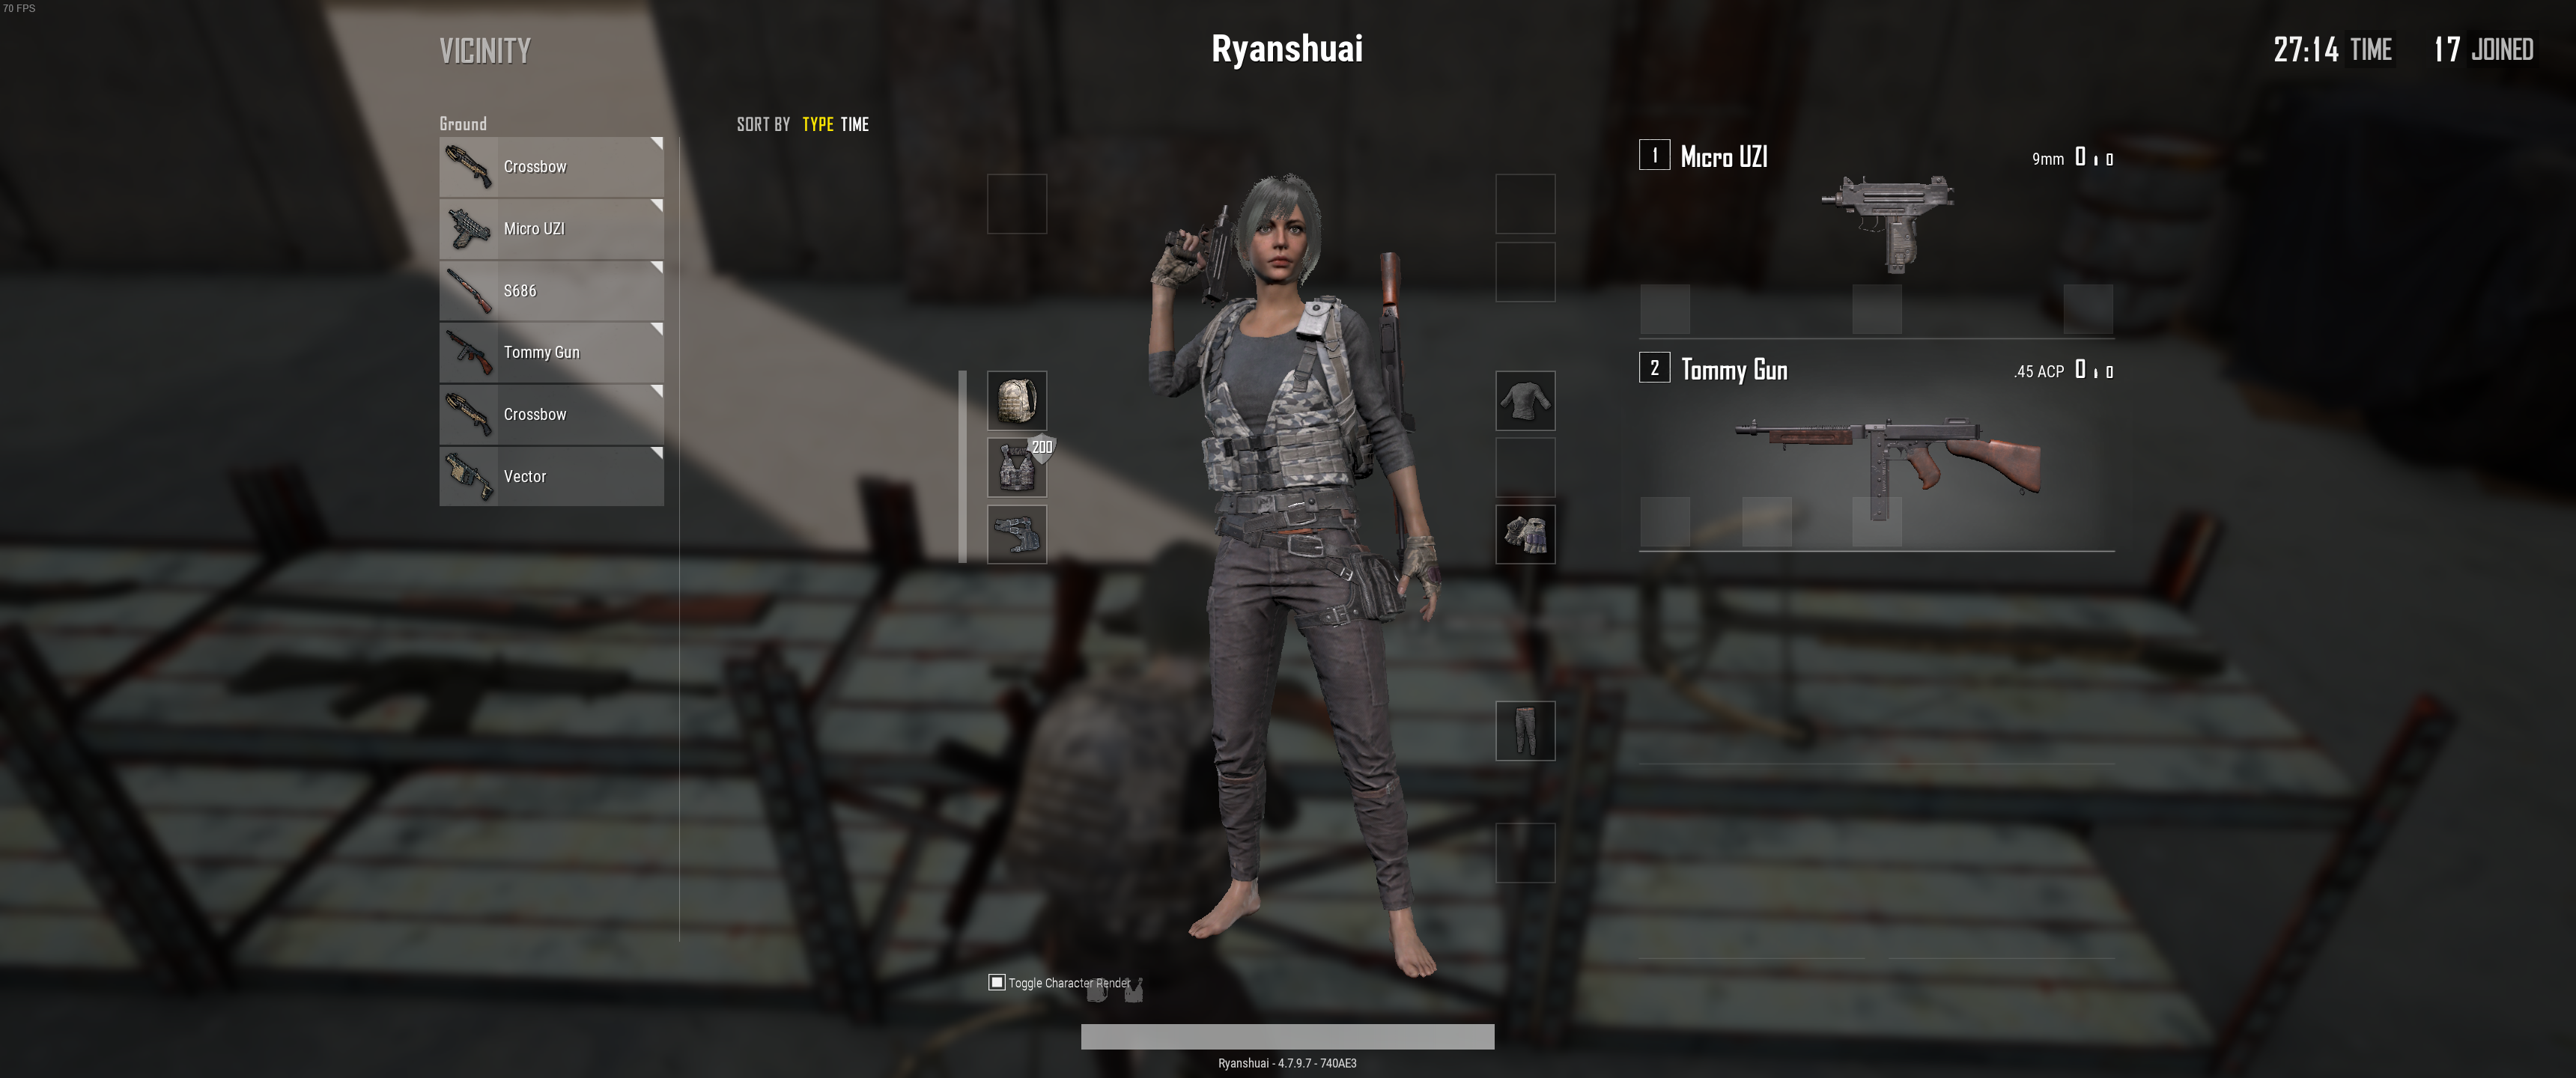 70 FPS
VICINITY
Ryanshuai
27:14 TIME 17 JOINED
Ground
SORT BY TYPE TIME
Crossbow
Micro UZI
S686
Tommy Gun
Crossbow
Vector
200
1 Micro UZI 9mm 0 | 0
2 Tommy Gun .45 ACP 0 | 0
Toggle Character Render
Ryanshuai - 4.7.9.7 - 740AE3